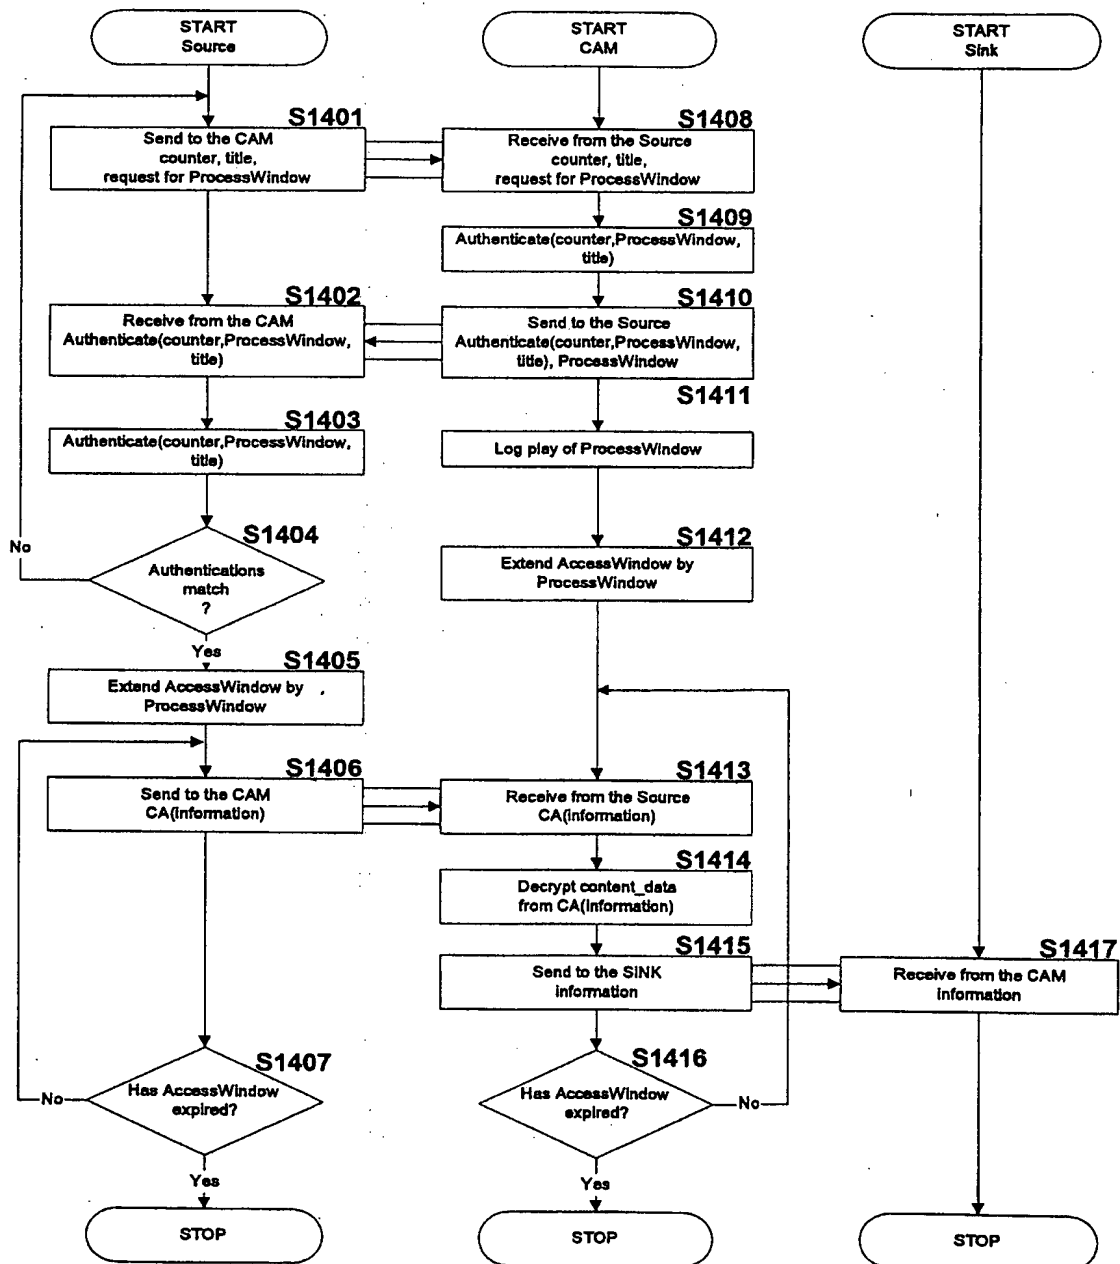 START
Source
START
CAM
START
Sink
S1401
Send to the CAM
counter, title,
request for ProcessWindow
S1408
Receive from the Source
counter, title,
request for ProcessWindow
S1409
Authenticate(counter,ProcessWindow,
title)
S1402
Receive from the CAM
Authenticate(counter,ProcessWindow,
title)
S1410
Send to the Source
Authenticate(counter,ProcessWindow,
title), ProcessWindow
S1411
Log play of ProcessWindow
S1403
Authenticate(counter,ProcessWindow,
title)
S1404
Authentications
match
?
No
Yes
S1412
Extend AccessWindow by
ProcessWindow
S1405
Extend AccessWindow by
ProcessWindow
S1406
Send to the CAM
CA(information)
S1413
Receive from the Source
CA(information)
S1414
Decrypt content_data
from CA(information)
S1415
Send to the SINK
information
S1417
Receive from the CAM
information
S1407
Has AccessWindow
expired?
No
Yes
S1416
Has AccessWindow
expired?
No
Yes
STOP
STOP
STOP